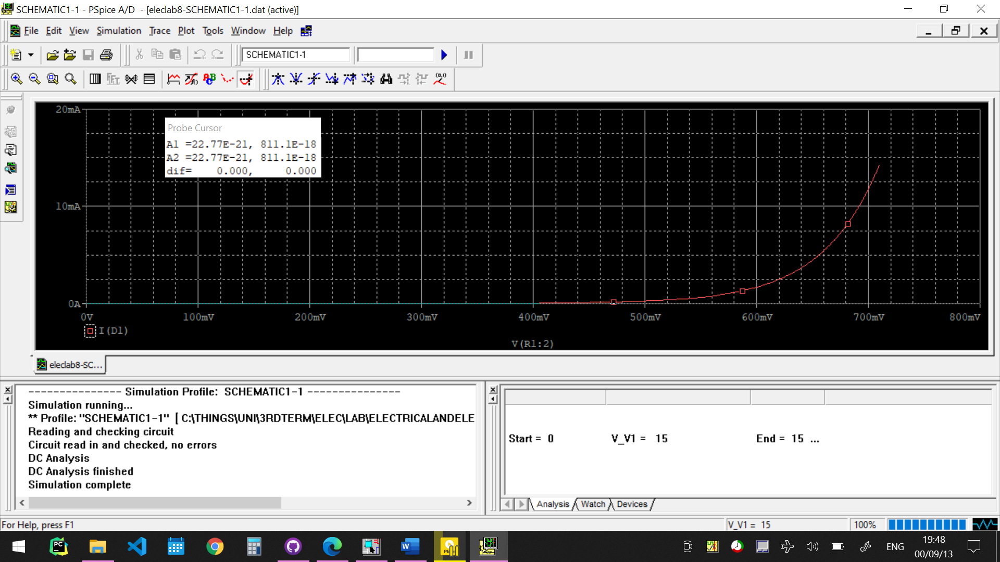 SCHEMATIC1-1 - PSpice A/D - [eleclab8-SCHEMATIC1-1.dat (active)]
File Edit View Simulation Trace Plot Tools Window Help
SCHEMATIC1-1
20mA
Probe Cursor
A1 =22.77E-21, 811.1E-18
A2 =22.77E-21, 811.1E-18
dif= 0.000, 0.000
10mA
0A
0V 100mV 200mV 300mV 400mV 500mV 600mV 700mV 800mV
I(D1)
V(R1:2)
eleclab8-SC...
--------------- Simulation Profile: SCHEMATIC1-1 ---------------
Simulation running...
** Profile: "SCHEMATIC1-1" [ C:\THINGS\UNI\3RDTERM\ELEC\LAB\ELECTRICALANDELE
Reading and checking circuit
Circuit read in and checked, no errors
DC Analysis
DC Analysis finished
Simulation complete
Start = 0 V_V1 = 15 End = 15 ...
Analysis Watch Devices
For Help, press F1
V_V1 = 15 100%
ENG
19:48
00/09/13